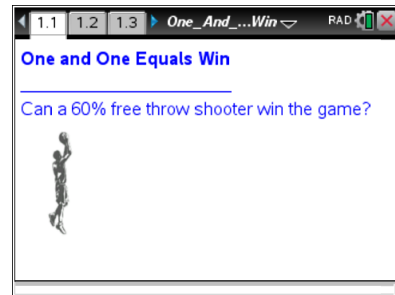 1.1 1.2 1.3 One_And_...Win RAD
One and One Equals Win
Can a 60% free throw shooter win the game?